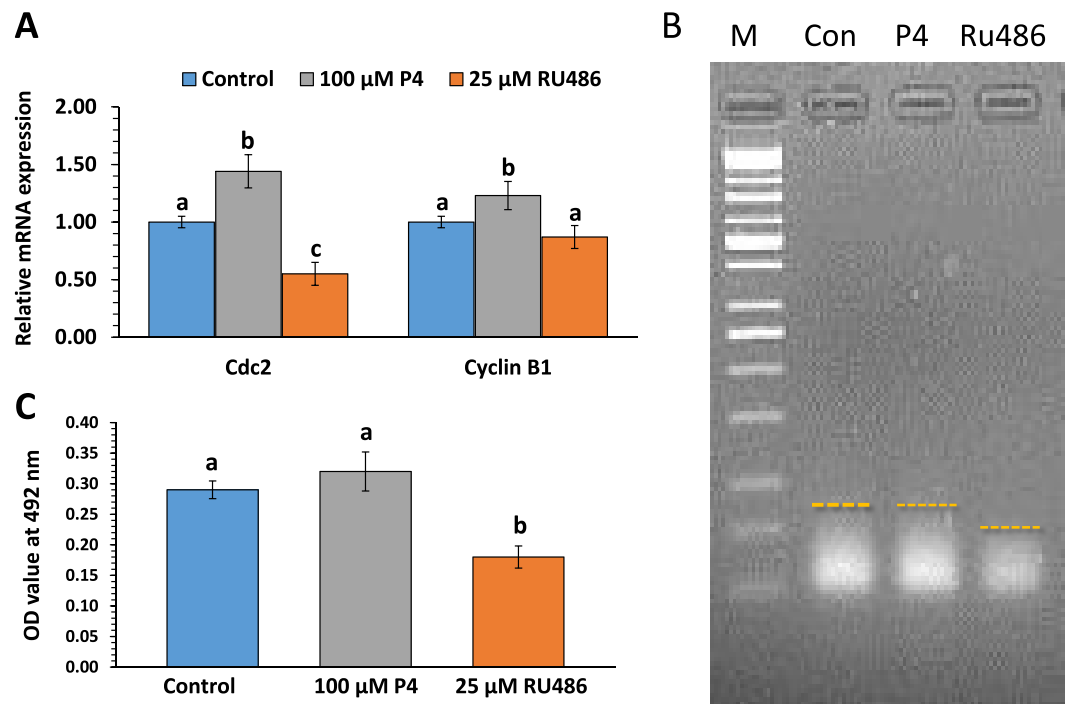 A
Control 100 µM P4 25 µM RU486
Relative mRNA expression
2.00
1.50
1.00
0.50
0.00
a b c a b a
Cdc2 Cyclin B1
B
M Con P4 Ru486
C
OD value at 492 nm
0.40
0.35
0.30
0.25
0.20
0.15
0.10
0.05
0.00
a a b
Control 100 µM P4 25 µM RU486